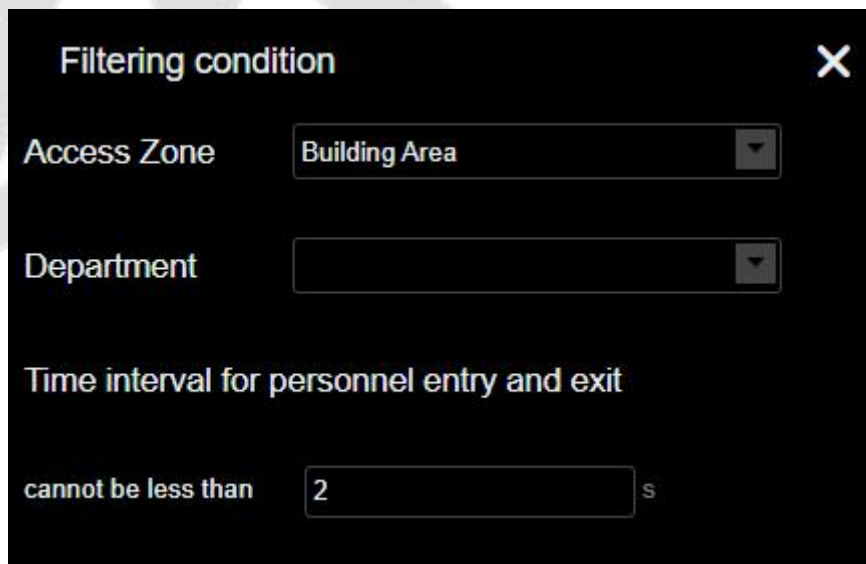 Filtering condition
Access Zone Building Area
Department
Time interval for personnel entry and exit
cannot be less than 2 s